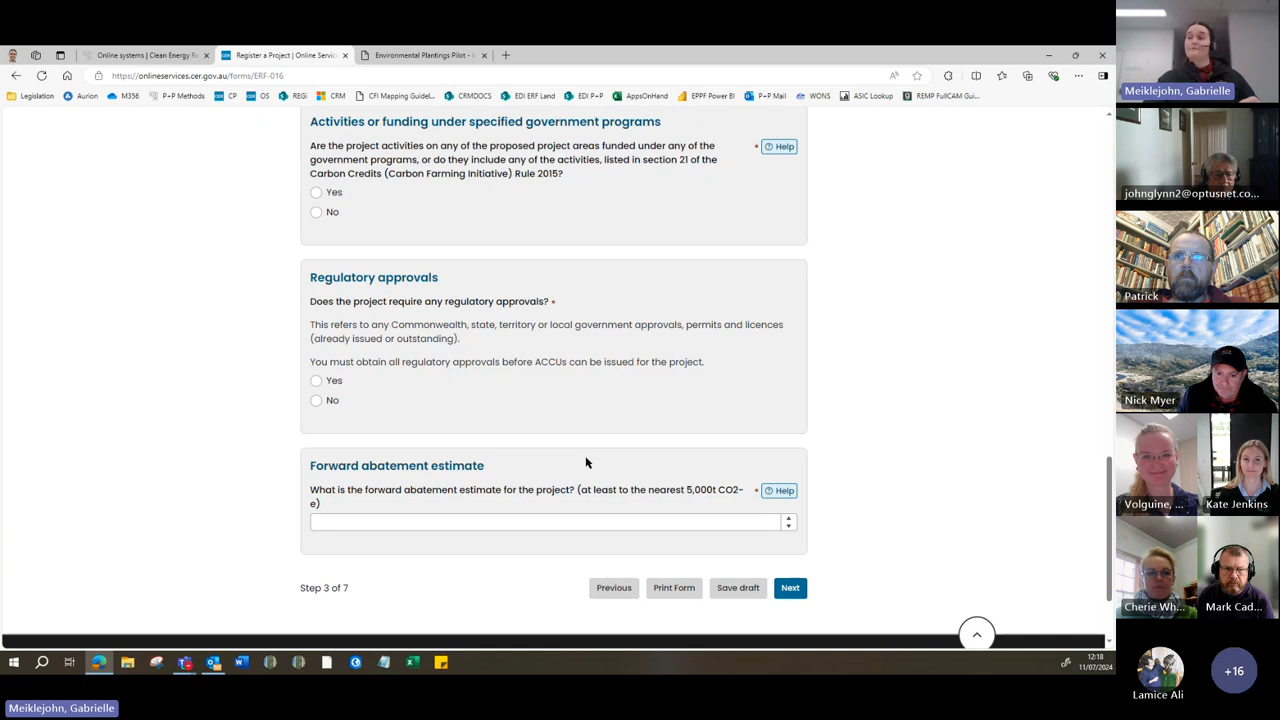 Online systems | Clean Energy Re
Register a Project | Online Servic
Environmental Plantings Pilot -
https://onlineservices.cer.gov.au/forms/ERF-016
Legislation
Aurion
M356
P+P Methods
CP
OS
REGI
CRM
CFI Mapping Guidel...
CRMDOCS
EDI ERF Land
EDI P+P
AppsOnHand
EPPF Power BI
P+P Mail
WONS
ASIC Lookup
REMP FullCAM Gui...
Activities or funding under specified government programs
Are the project activities on any of the proposed project areas funded under any of the
government programs, or do they include any of the activities, listed in section 21 of the
Carbon Credits (Carbon Farming Initiative) Rule 2015?
* Help
Yes
No
Regulatory approvals
Does the project require any regulatory approvals? *
This refers to any Commonwealth, state, territory or local government approvals, permits and licences
(already issued or outstanding).
You must obtain all regulatory approvals before ACCUs can be issued for the project.
Yes
No
Forward abatement estimate
What is the forward abatement estimate for the project? (at least to the nearest 5,000t CO2-
e)
* Help
Step 3 of 7
Previous
Print Form
Save draft
Next
12:18
11/07/2024
Meiklejohn, Gabrielle
Meiklejohn, Gabrielle
johnglynn2@optusnet.co...
Patrick
Nick Myer
Volguine, ...
Kate Jenkins
Cherie Wh...
Mark Cad...
Lamice Ali
+16